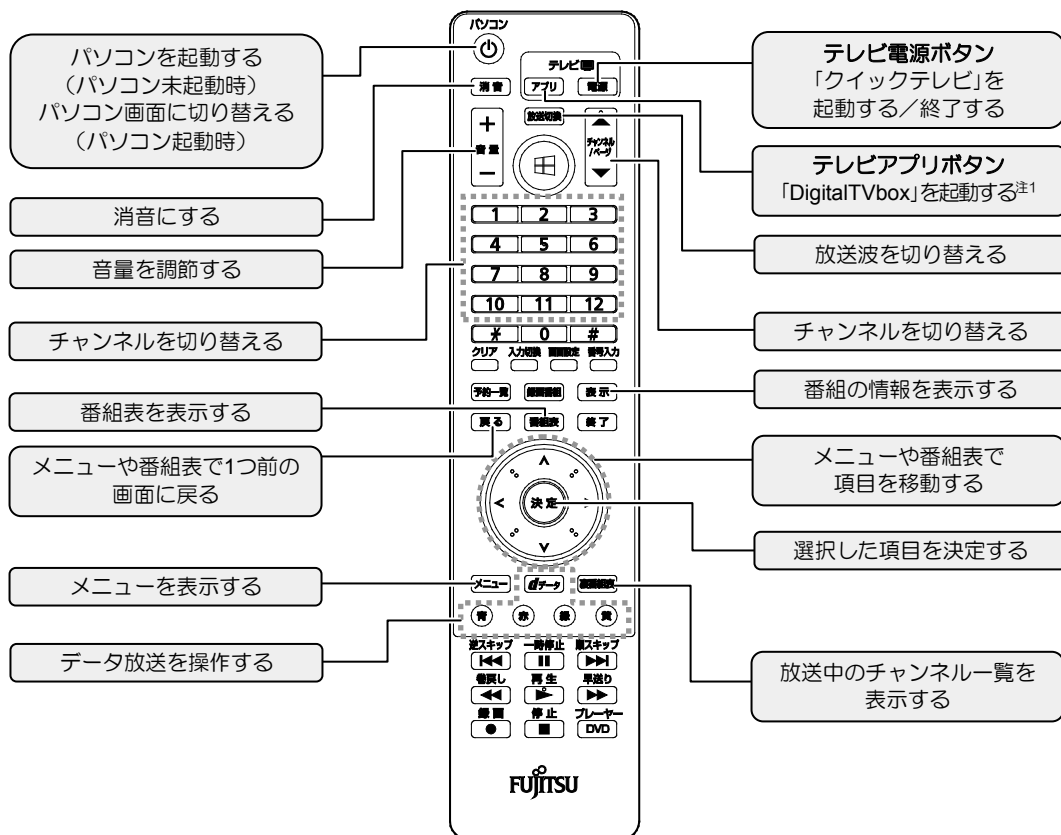 パソコンを起動する
（パソコン未起動時）
パソコン画面に切り替える
（パソコン起動時）
消音にする
音量を調節する
チャンネルを切り替える
番組表を表示する
メニューや番組表で1つ前の
画面に戻る
メニューを表示する
データ放送を操作する
パソコン
テレビ
消音
アプリ
電源
放送切換
＋
音量
－
チャンネル
/ページ
1 2 3
4 5 6
7 8 9
10 11 12
＊ 0 #
クリア 入力切換 画面設定 番号入力
予約一覧 録画番組 表示
戻る 番組表 終了
決定
メニュー dデータ 裏番組表
青 赤 緑 黄
逆スキップ 一時停止 順スキップ
巻戻し 再生 早送り
録画 停止 プレーヤー
DVD
FUJITSU
テレビ電源ボタン
「クイックテレビ」を
起動する／終了する
テレビアプリボタン
「DigitalTVbox」を起動する注1
放送波を切り替える
チャンネルを切り替える
番組の情報を表示する
メニューや番組表で
項目を移動する
選択した項目を決定する
放送中のチャンネル一覧を
表示する